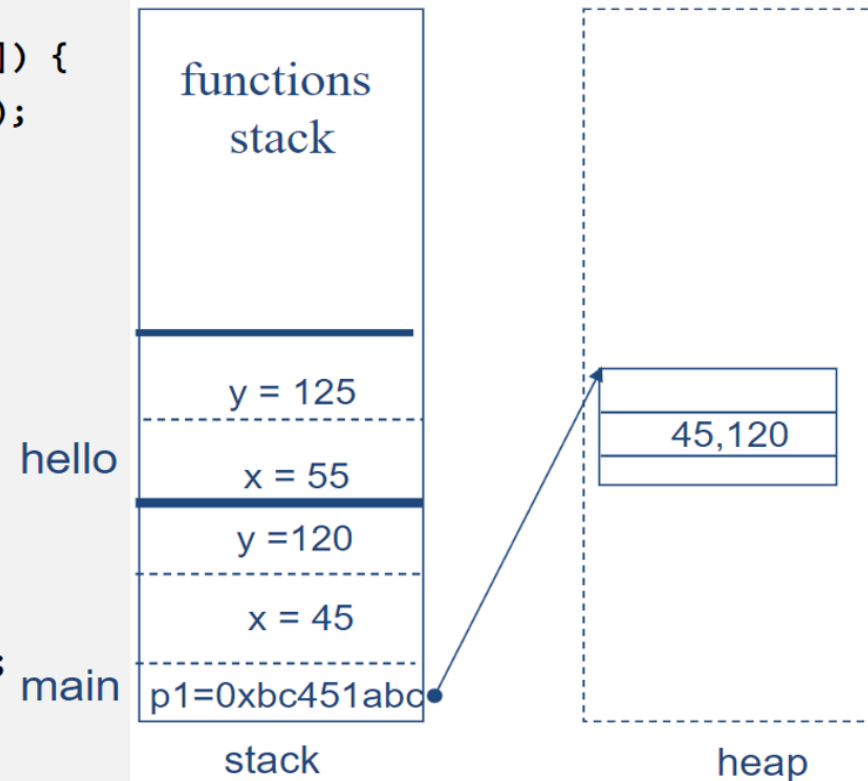 ]) {
);
functions
stack
y = 125
hello
x = 55
y =120
x = 45
;
main
p1=0xbc451abc
45,120
stack
heap